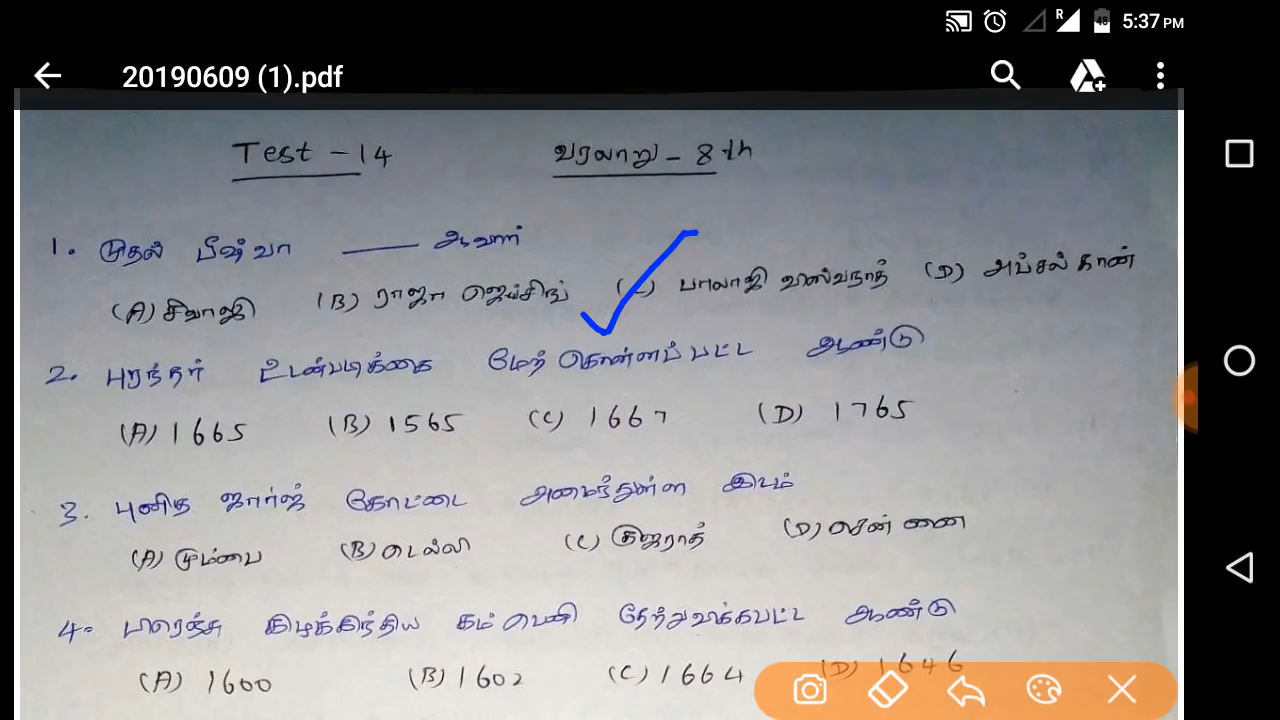 5:37 PM
20190609 (1).pdf
Test - 14 வரலாறு - 8th
1. முதல் பீஷ்வா —— ஆவார்
(A) சிவாஜி (B) ராஜா ஜெய்சிங் (C) பாலாஜி விஸ்வநாத் (D) அப்சல் கான்
2. புரந்தர் உடன்படிக்கை மேற் கொள்ளப் பட்ட ஆண்டு
(A) 1665 (B) 1565 (C) 1667 (D) 1765
3. புனித ஜார்ஜ் கோட்டை அமைந்துள்ள இடம்
(A) மும்பை (B) டெல்லி (C) குஜராத் (D) சென்னை
4. பிரெஞ்சு கிழக்கிந்திய கம்பெனி தோற்றுவிக்கபட்ட ஆண்டு
(A) 1600 (B) 1602 (C) 1664 (D) 1646